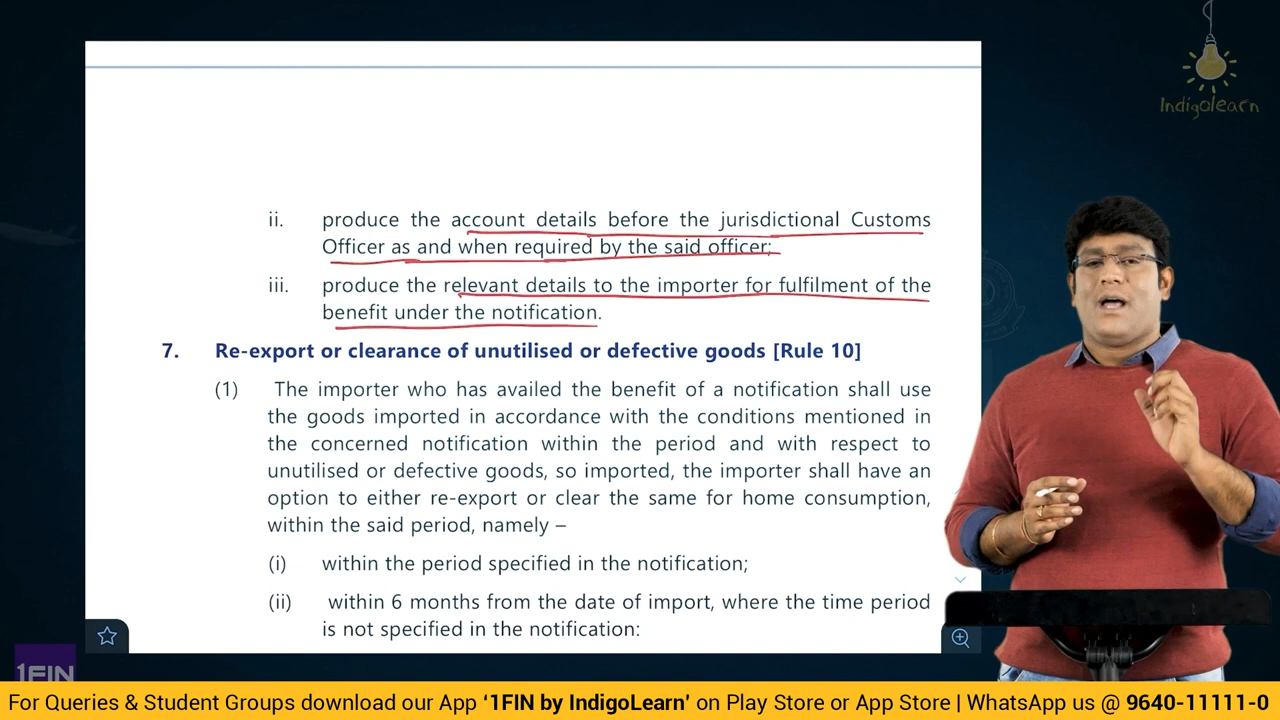 Indigolearn
ii. produce the account details before the jurisdictional Customs
Officer as and when required by the said officer;
iii. produce the relevant details to the importer for fulfilment of the
benefit under the notification.
7. Re-export or clearance of unutilised or defective goods [Rule 10]
(1) The importer who has availed the benefit of a notification shall use
the goods imported in accordance with the conditions mentioned in
the concerned notification within the period and with respect to
unutilised or defective goods, so imported, the importer shall have an
option to either re-export or clear the same for home consumption,
within the said period, namely –
(i) within the period specified in the notification;
(ii) within 6 months from the date of import, where the time period
is not specified in the notification:
1FIN
For Queries & Student Groups download our App ‘1FIN by IndigoLearn’ on Play Store or App Store | WhatsApp us @ 9640-11111-0